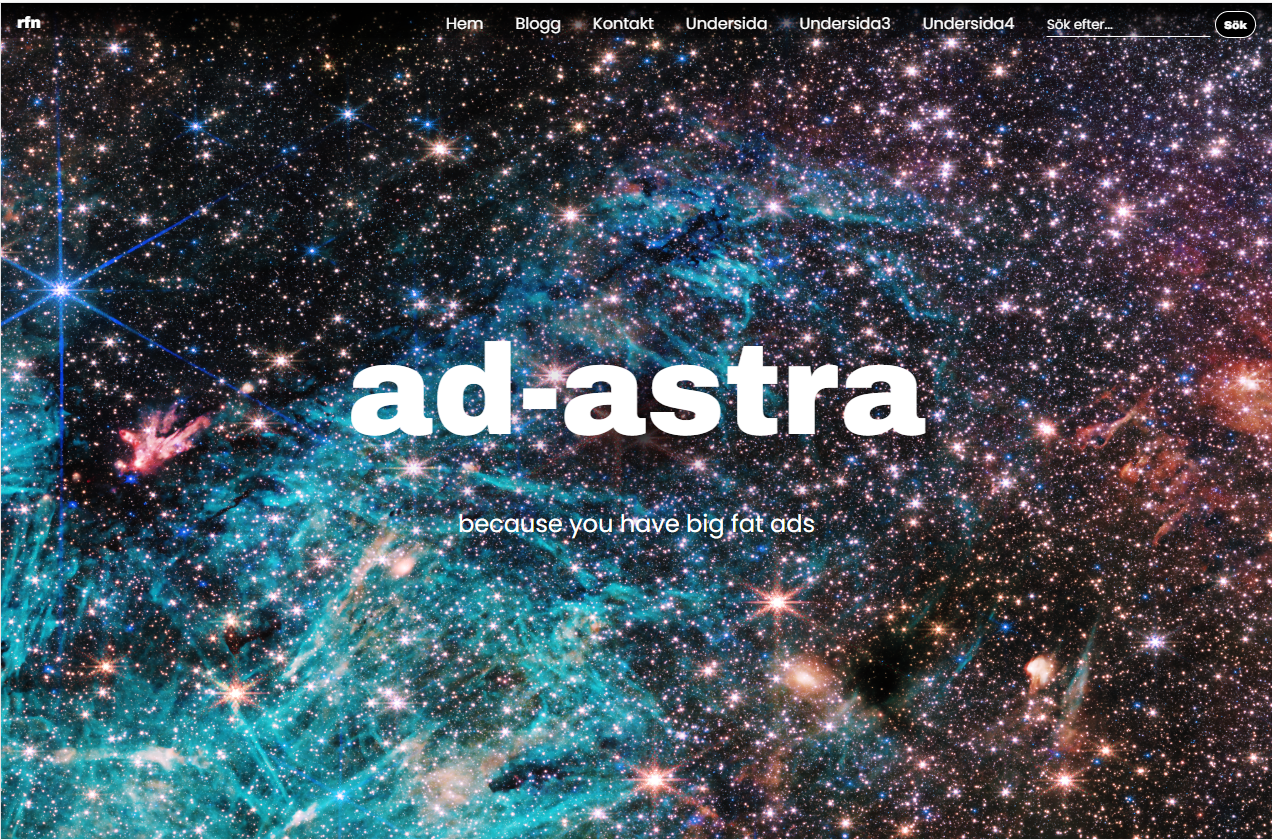 rfn Hem Blogg Kontakt Undersida Undersida3 Undersida4 Sök efter... Sök
ad-astra
because you have big fat ads